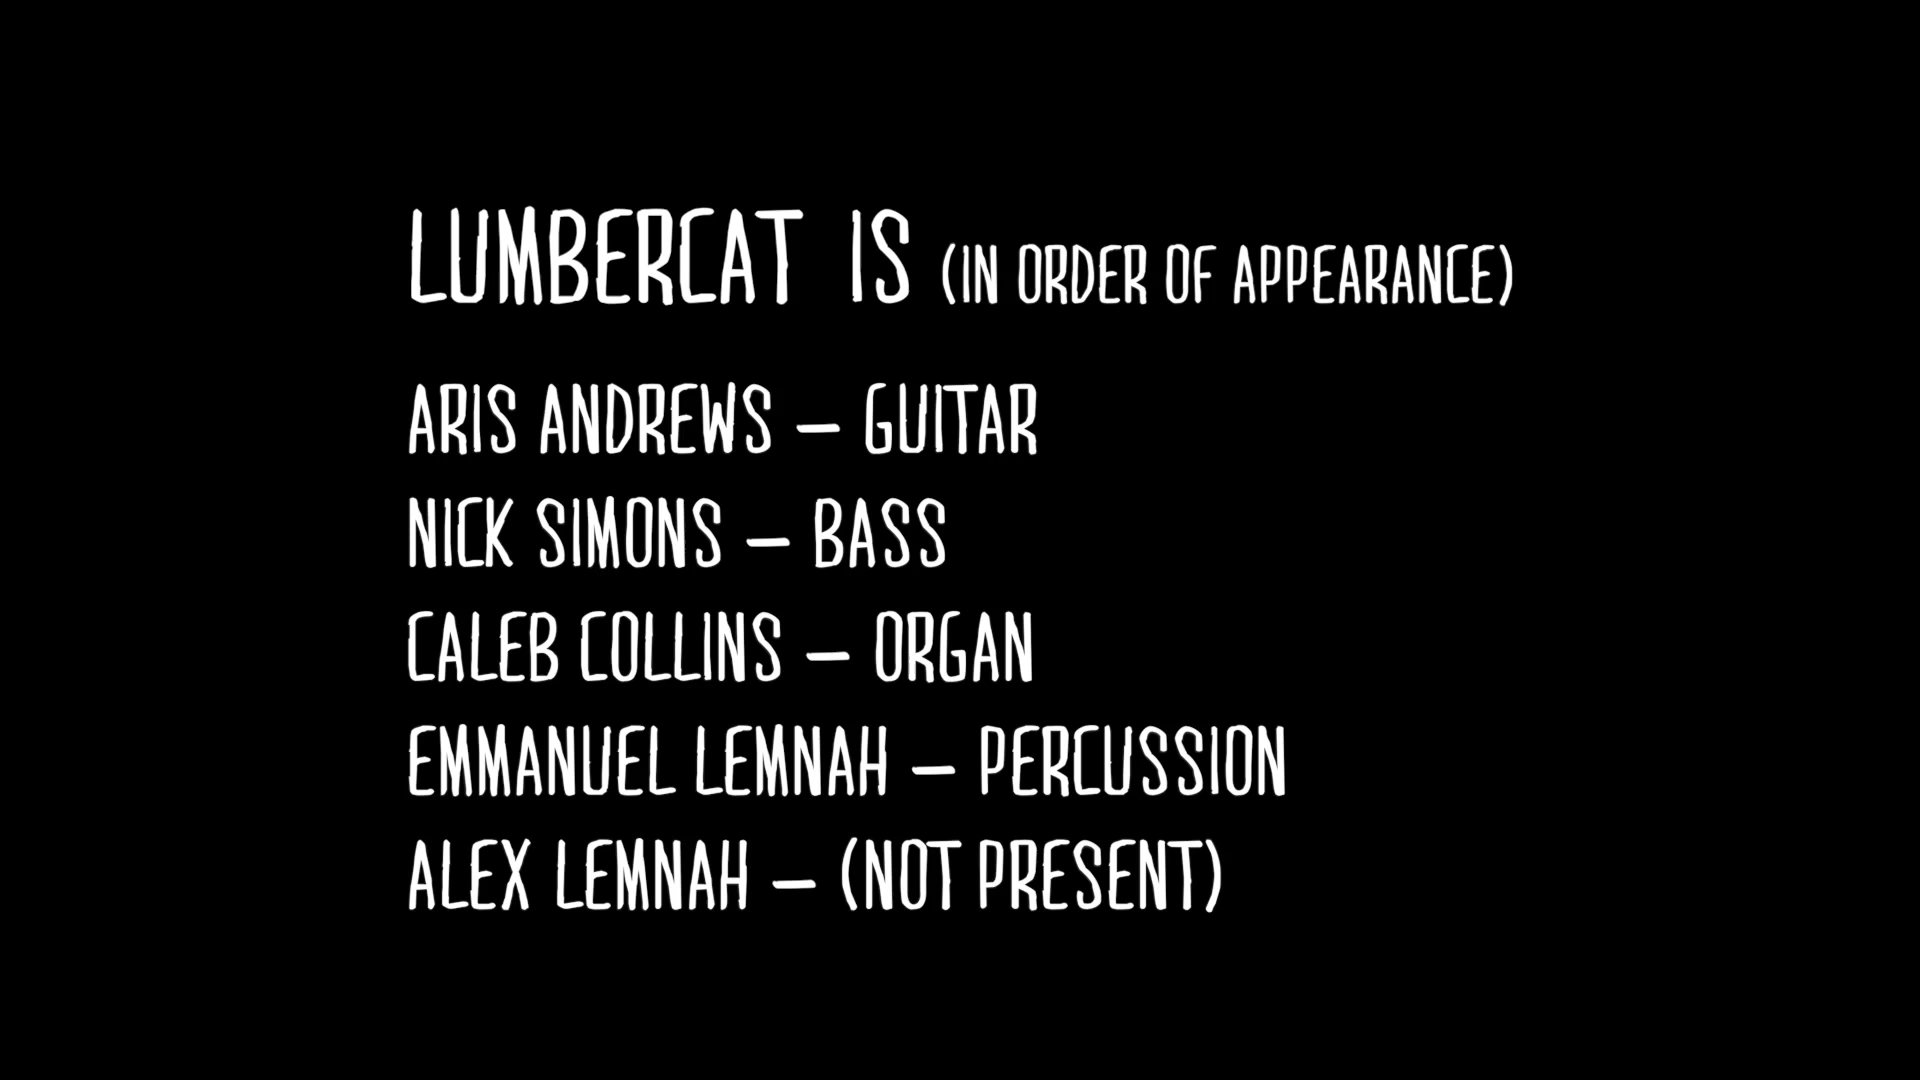 LUMBERCAT IS (IN ORDER OF APPEARANCE)
ARIS ANDREWS – GUITAR
NICK SIMONS – BASS
CALEB COLLINS – ORGAN
EMMANUEL LEMNAH – PERCUSSION
ALEX LEMNAH – (NOT PRESENT)